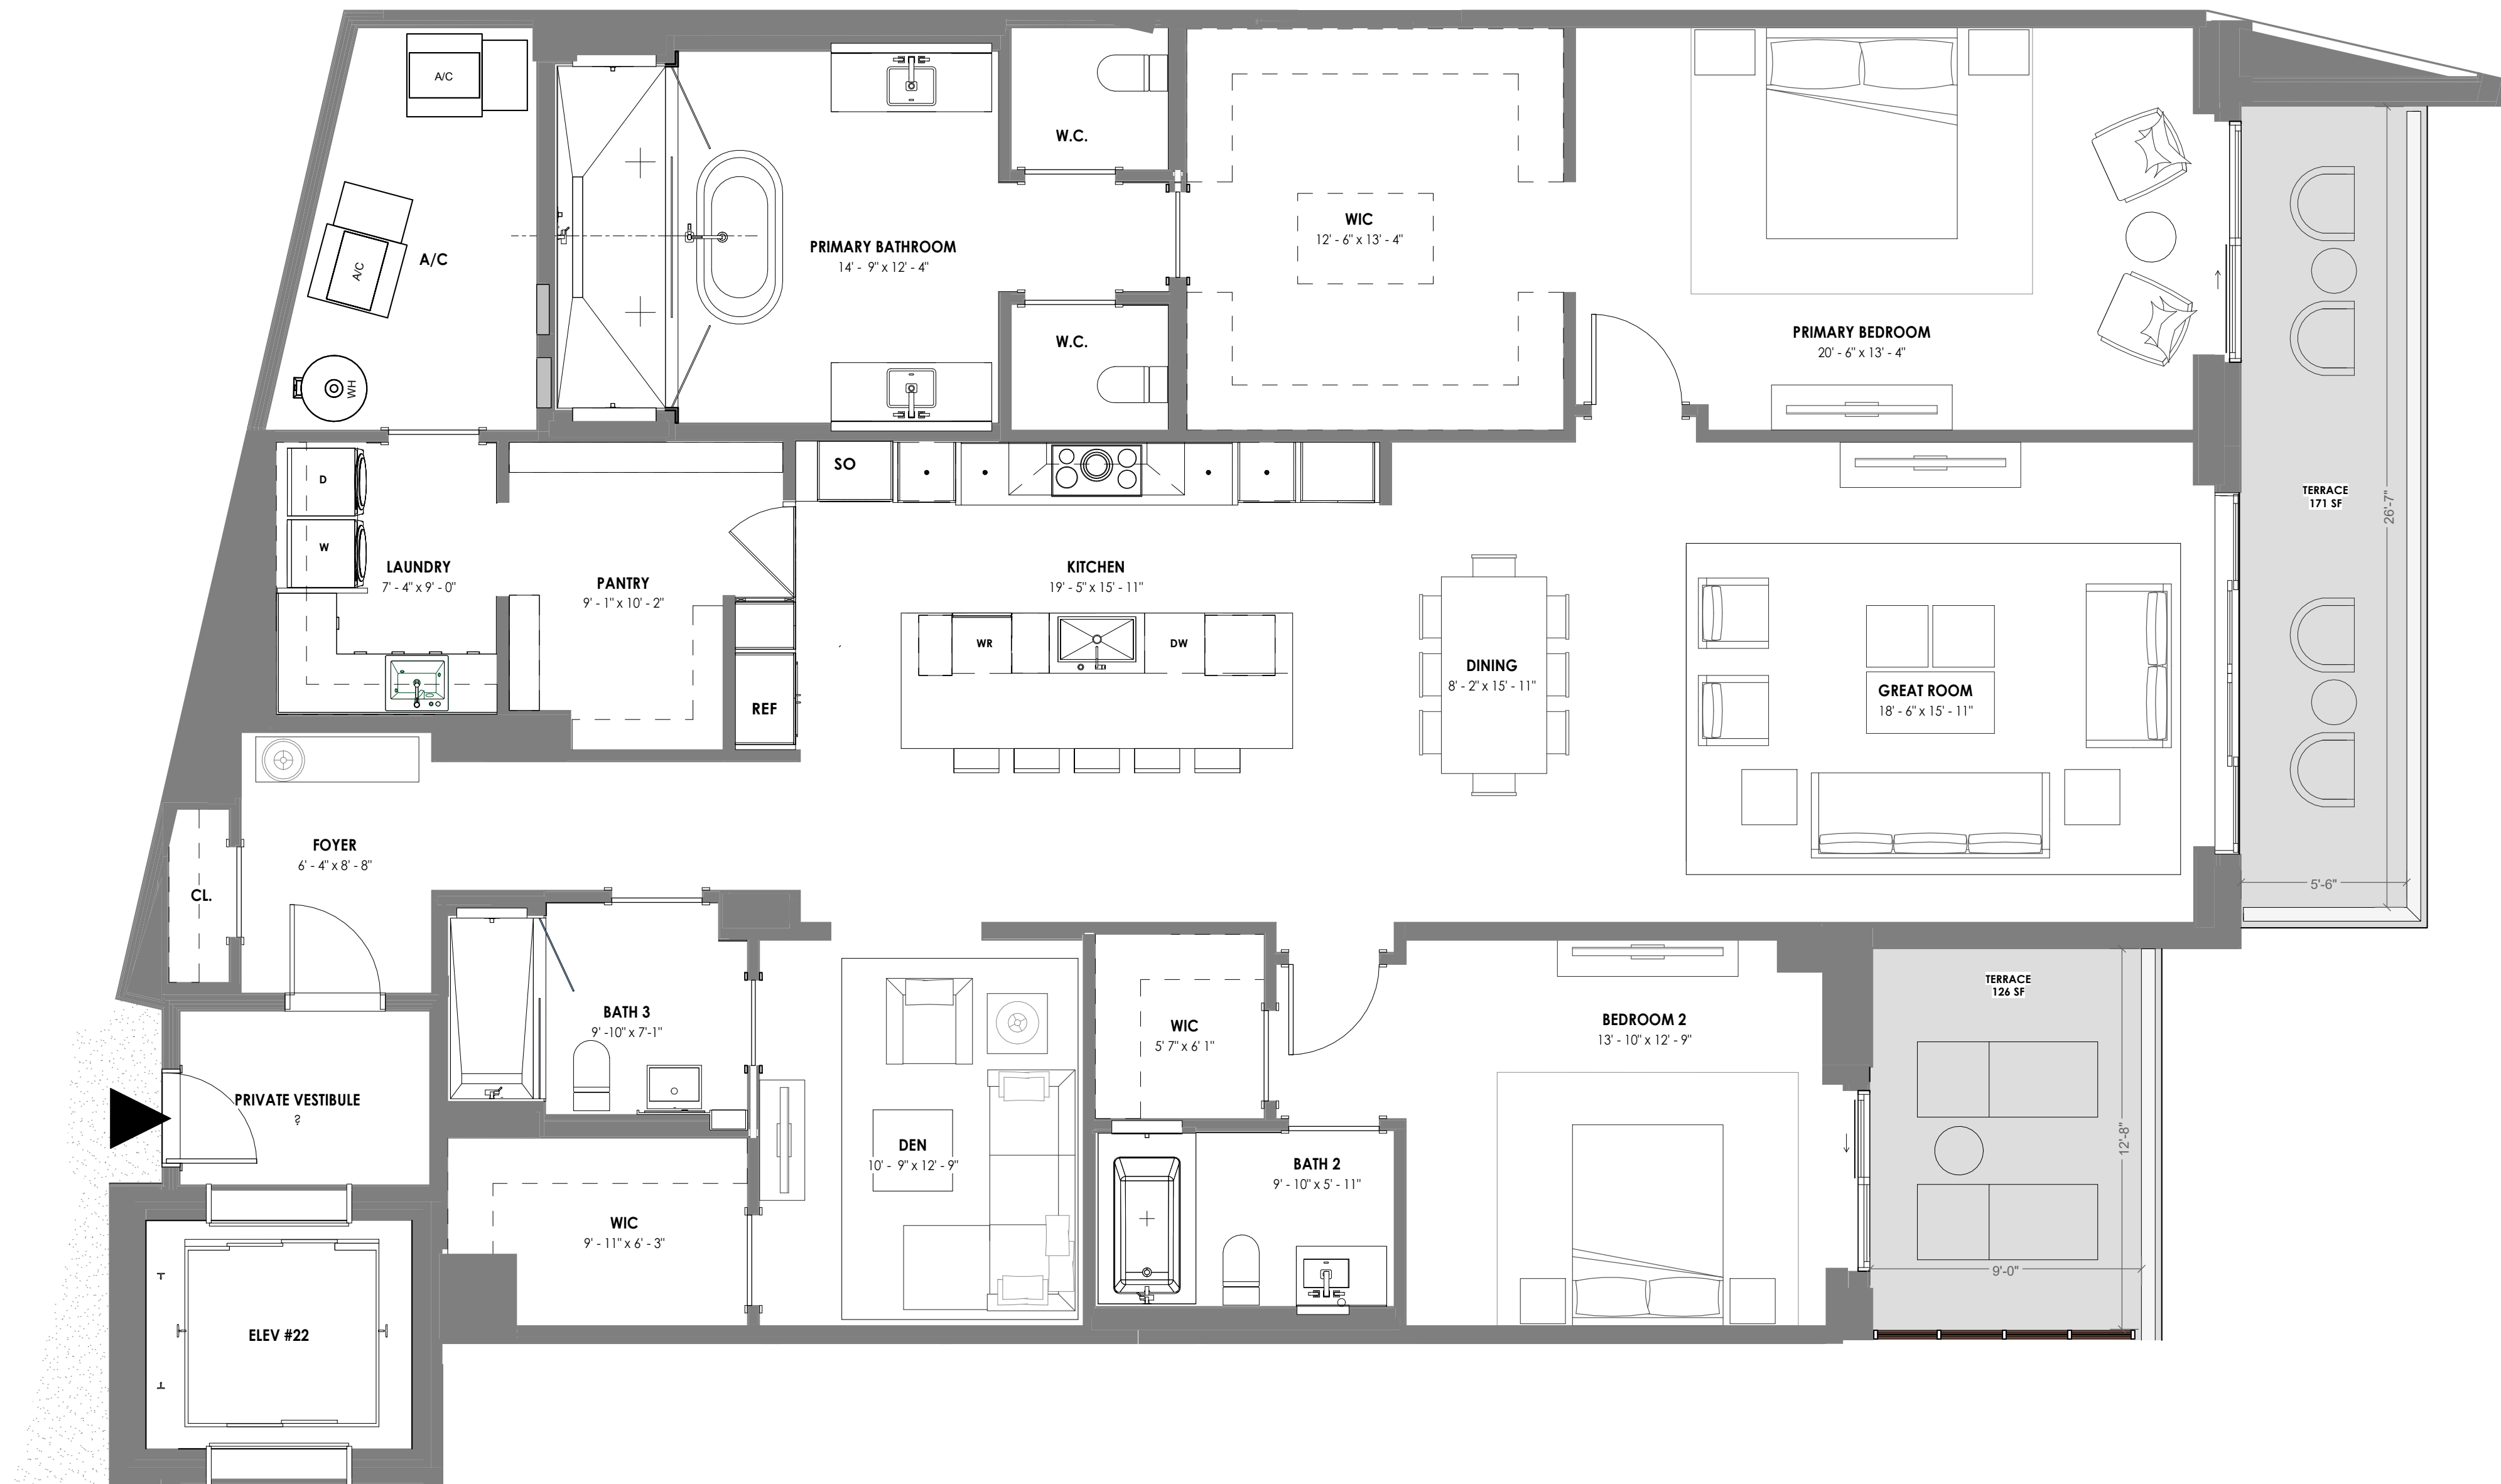 A/C
A/C
A/C
WH
PRIMARY BATHROOM
14' - 9" x 12' - 4"
W.C.
W.C.
WIC
12' - 6" x 13' - 4"
PRIMARY BEDROOM
20' - 6" x 13' - 4"
TERRACE
171 SF
26'-7"
5'-6"
D
W
LAUNDRY
7' - 4" x 9' - 0"
PANTRY
9' - 1" x 10' - 2"
SO
REF
KITCHEN
19' - 5" x 15' - 11"
WR
DW
DINING
8' - 2" x 15' - 11"
GREAT ROOM
18' - 6" x 15' - 11"
FOYER
6' - 4" x 8' - 8"
CL.
PRIVATE VESTIBULE
?
BATH 3
9' -10" x 7'-1"
WIC
9' - 11" x 6' - 3"
DEN
10' - 9" x 12' - 9"
WIC
5' 7" x 6' 1"
BATH 2
9' - 10" x 5' - 11"
BEDROOM 2
13' - 10" x 12' - 9"
TERRACE
126 SF
12'-8"
9'-0"
ELEV #22